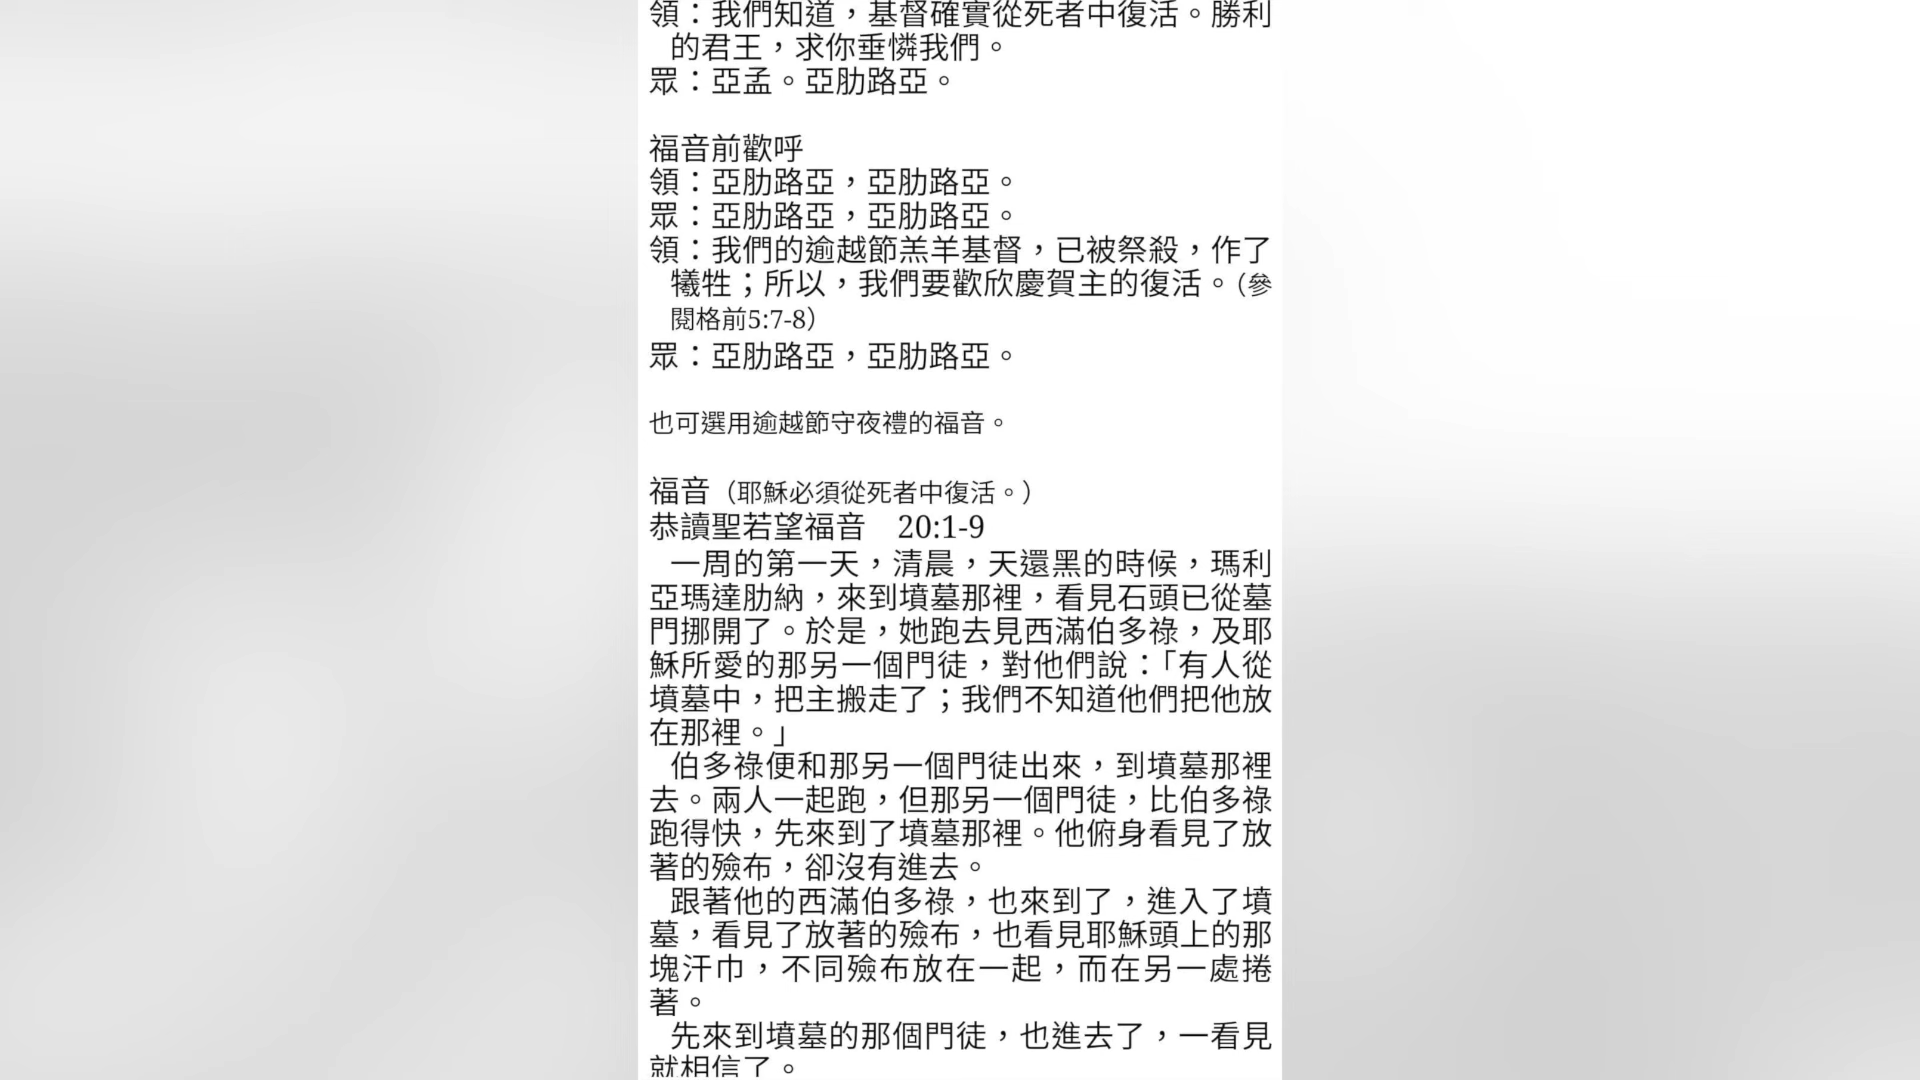 領：我們知道，基督確實從死者中復活。勝利
的君王，求你垂憐我們。
眾：亞孟。亞肋路亞。
福音前歡呼
領：亞肋路亞，亞肋路亞。
眾：亞肋路亞，亞肋路亞。
領：我們的逾越節羔羊基督，已被祭殺，作了
犧牲；所以，我們要歡欣慶賀主的復活。（參
閱格前5:7-8）
眾：亞肋路亞，亞肋路亞。
也可選用逾越節守夜禮的福音。
福音（耶穌必須從死者中復活。）
恭讀聖若望福音　20:1-9
一周的第一天，清晨，天還黑的時候，瑪利
亞瑪達肋納，來到墳墓那裡，看見石頭已從墓
門挪開了。於是，她跑去見西滿伯多祿，及耶
穌所愛的那另一個門徒，對他們說：「有人從
墳墓中，把主搬走了；我們不知道他們把他放
在那裡。」
伯多祿便和那另一個門徒出來，到墳墓那裡
去。兩人一起跑，但那另一個門徒，比伯多祿
跑得快，先來到了墳墓那裡。他俯身看見了放
著的殮布，卻沒有進去。
跟著他的西滿伯多祿，也來到了，進入了墳
墓，看見了放著的殮布，也看見耶穌頭上的那
塊汗巾，不同殮布放在一起，而在另一處捲
著。
先來到墳墓的那個門徒，也進去了，一看見
就相信了。